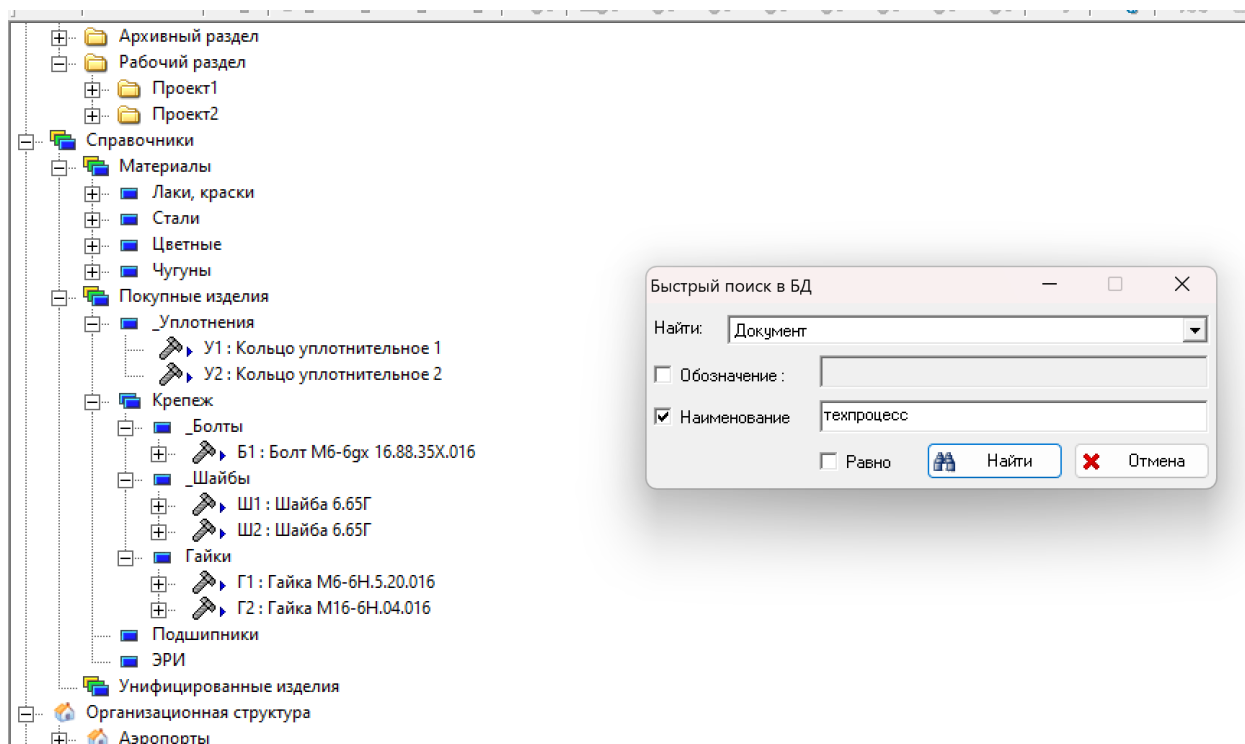 Архивный раздел
Рабочий раздел
Проект1
Проект2
Справочники
Материалы
Лаки, краски
Стали
Цветные
Чугуны
Покупные изделия
_Уплотнения
У1 : Кольцо уплотнительное 1
У2 : Кольцо уплотнительное 2
Крепеж
_Болты
Б1 : Болт М6-6gx 16.88.35Х.016
_Шайбы
Ш1 : Шайба 6.65Г
Ш2 : Шайба 6.65Г
Гайки
Г1 : Гайка М6-6Н.5.20.016
Г2 : Гайка М16-6Н.04.016
Подшипники
ЭРИ
Унифицированные изделия
Организационная структура
Аэропорты
Быстрый поиск в БД
Найти: Документ
Обозначение :
Наименование техпроцесс
Равно Найти Отмена